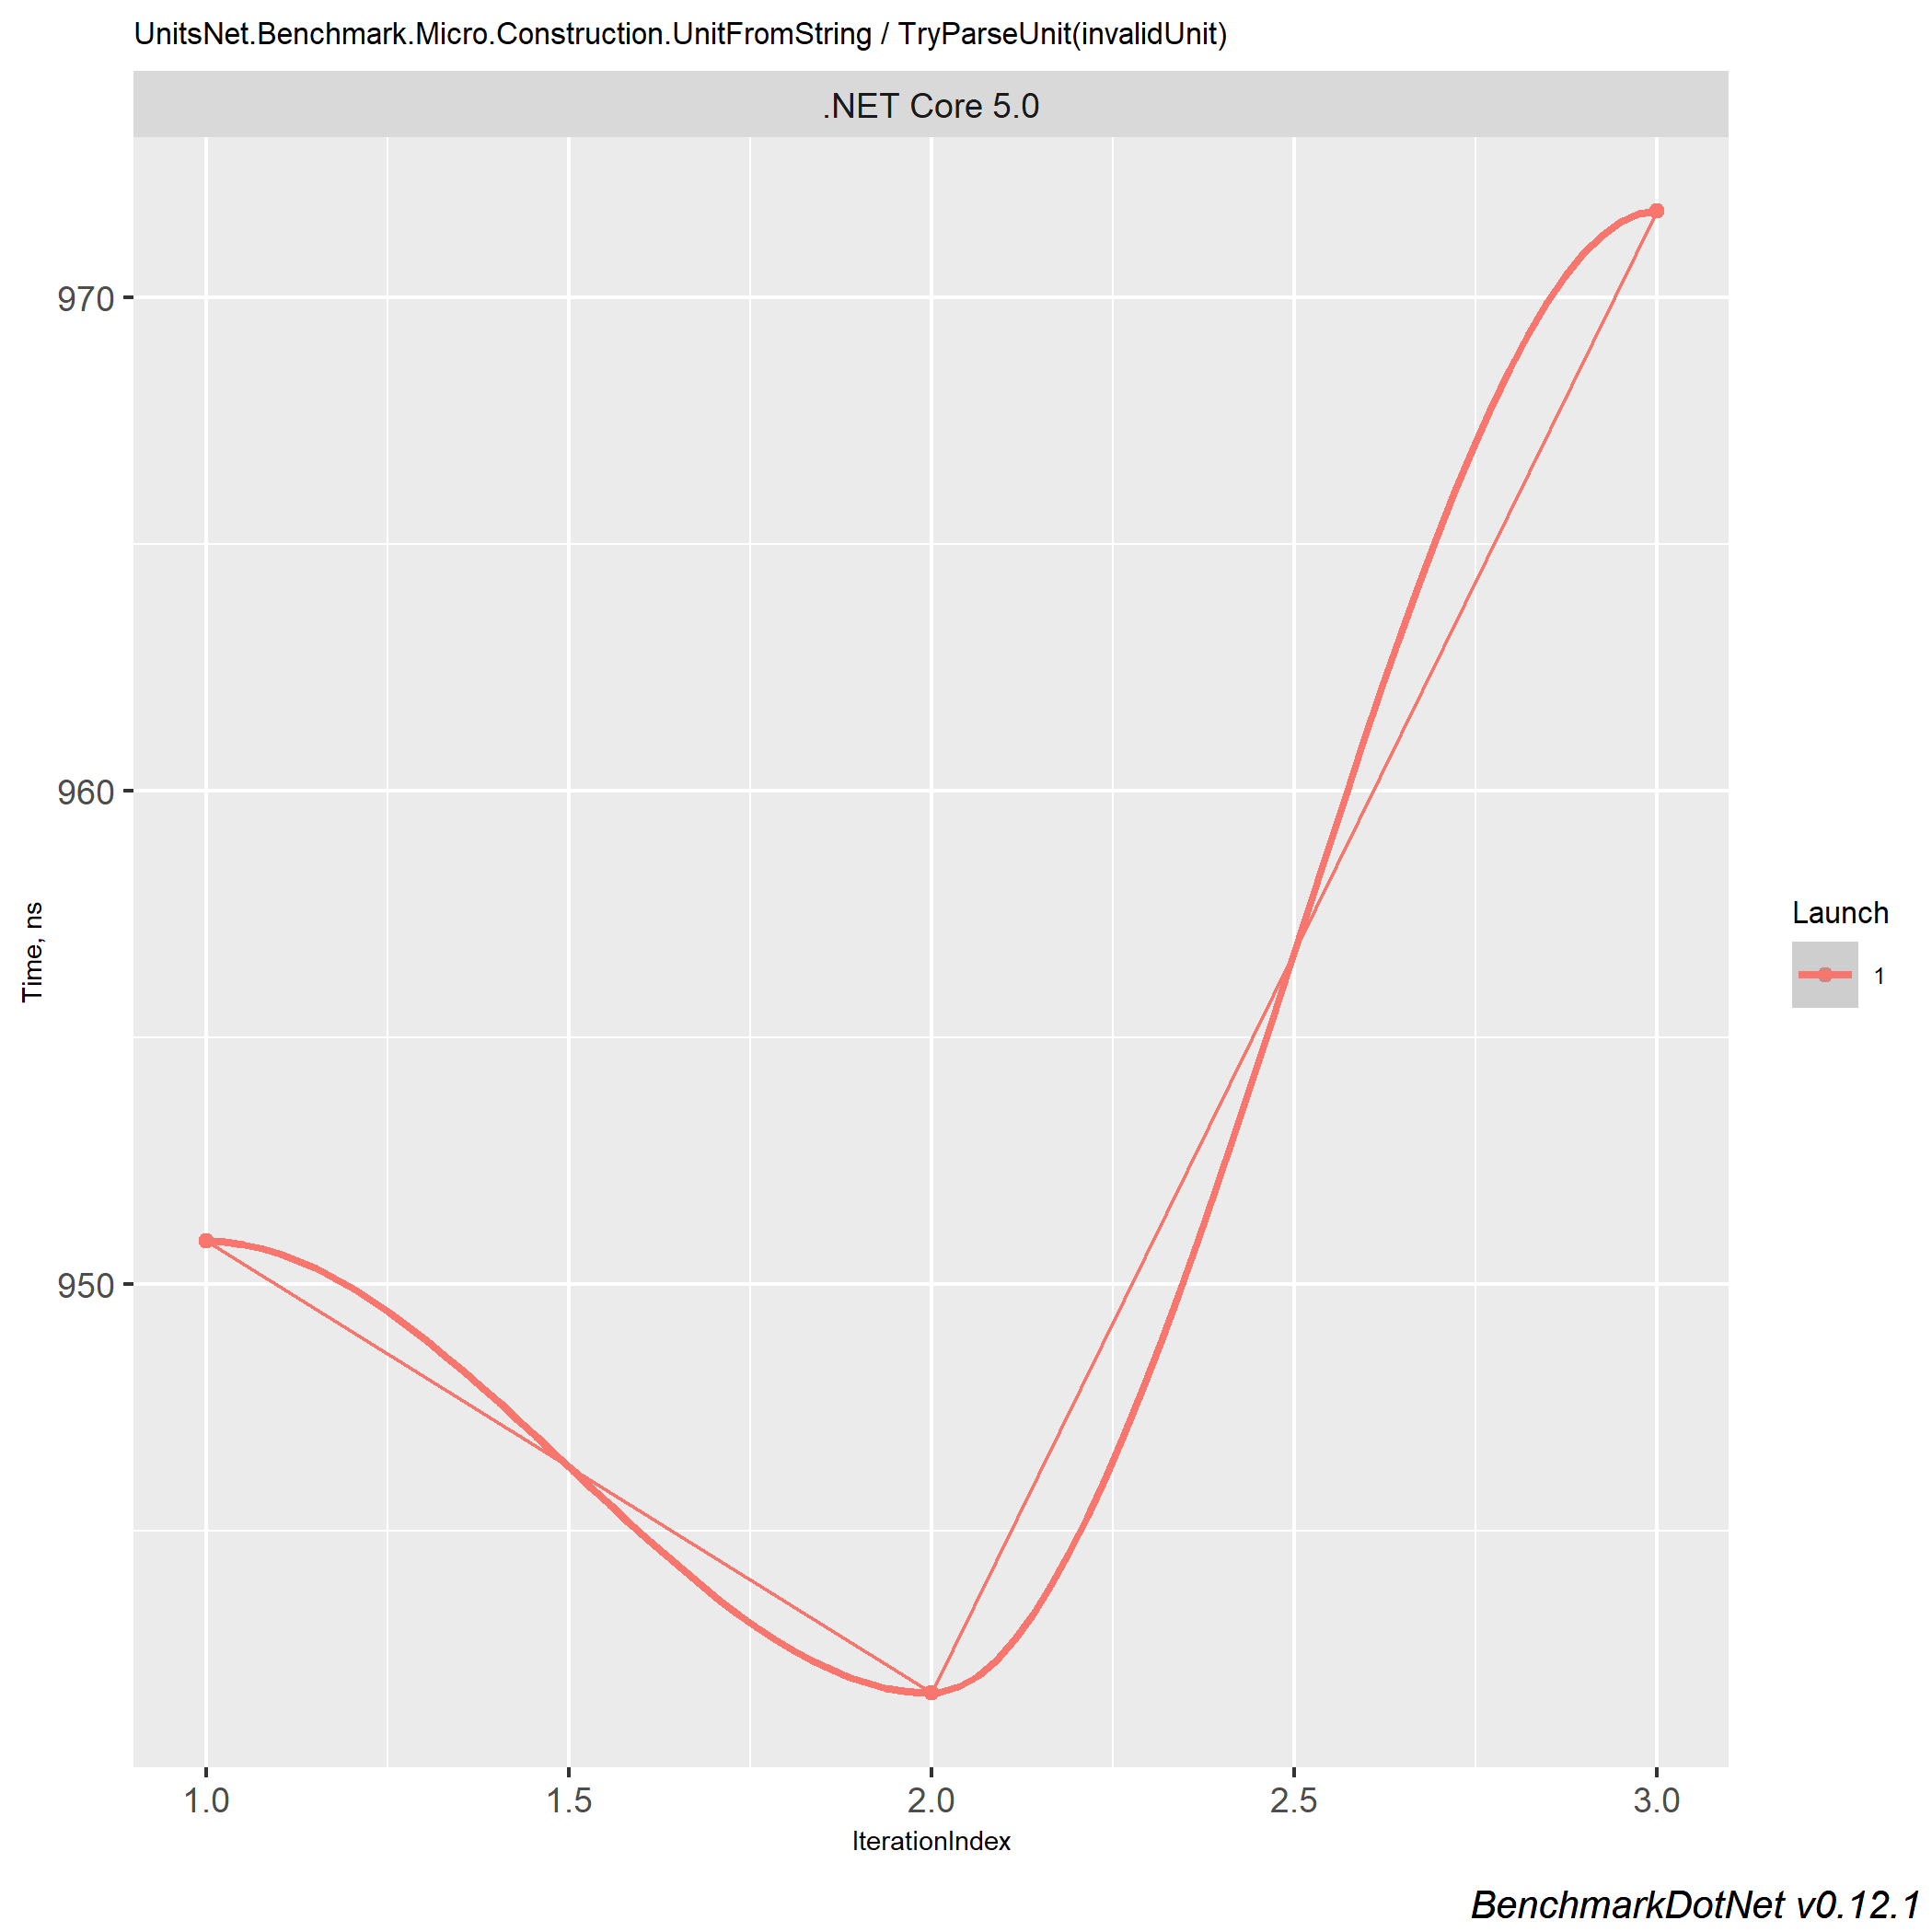 UnitsNet.Benchmark.Micro.Construction.UnitFromString / TryParseUnit(invalidUnit)
.NET Core 5.0
970
960
950
Time, ns
1.0 1.5 2.0 2.5 3.0
IterationIndex
Launch
1
BenchmarkDotNet v0.12.1